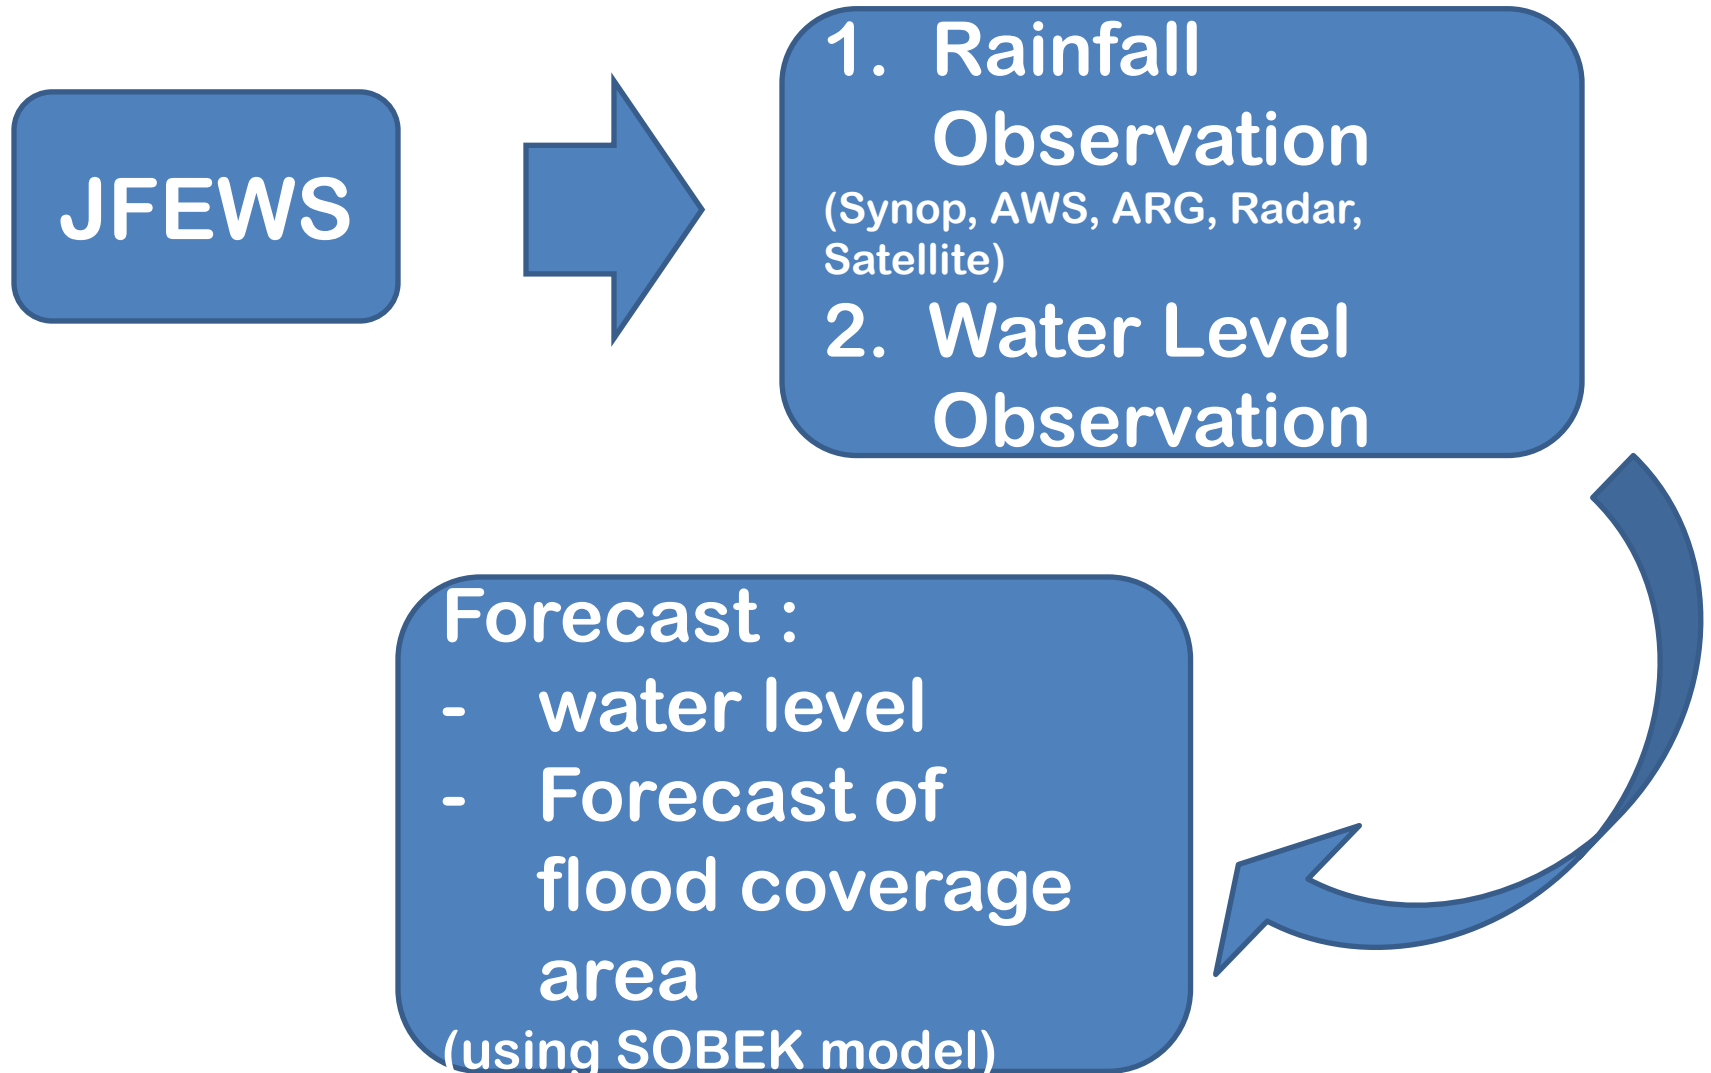 JFEWS
1. Rainfall
Observation
(Synop, AWS, ARG, Radar,
Satellite)
2. Water Level
Observation
Forecast :
- water level
- Forecast of
flood coverage
area
(using SOBEK model)